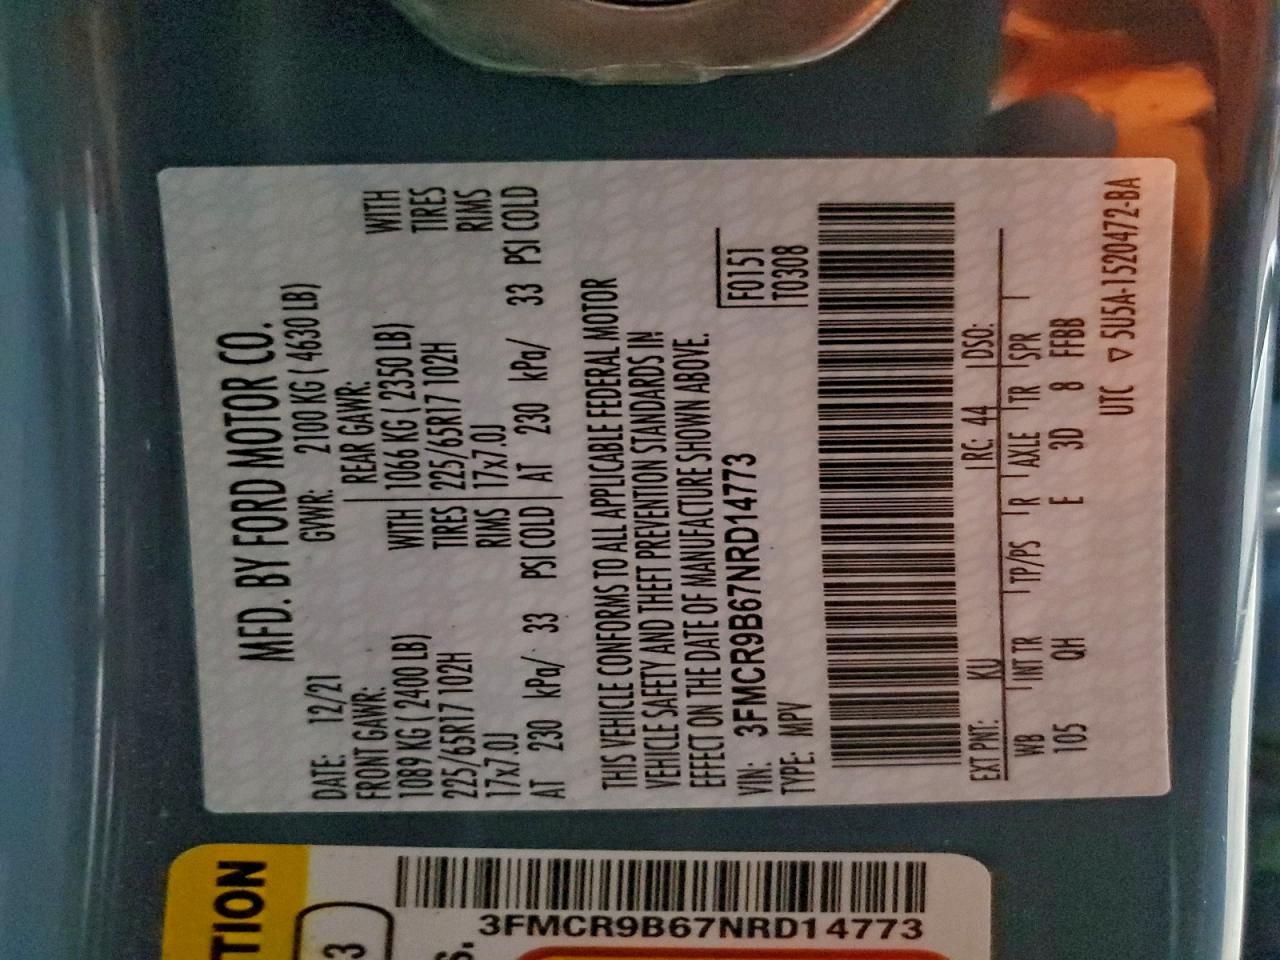 MFD. BY FORD MOTOR CO.
DATE: 12/21 GVWR: 2100 KG ( 4630 LB)
FRONT GAWR: REAR GAWR:
1089 KG ( 2400 LB) WITH 1066 KG ( 2350 LB) WITH
225/65R17 102H TIRES 225/65R17 102H TIRES
17x7.0J RIMS 17x7.0J RIMS
AT 230 kPa/ 33 PSI COLD AT 230 kPa/ 33 PSI COLD
THIS VEHICLE CONFORMS TO ALL APPLICABLE FEDERAL MOTOR
VEHICLE SAFETY AND THEFT PREVENTION STANDARDS IN
EFFECT ON THE DATE OF MANUFACTURE SHOWN ABOVE.
VIN: 3FMCR9B67NRD14773 F0151
TYPE: MPV T0308
EXT PNT: KU RC: 44 DSO:
WB INT TR TP/PS R AXLE TR SPR
105 QH E 3D 8 FFBB
UTC ▽ 5U5A-1520472-BA
TION
3
3FMCR9B67NRD14773
S.